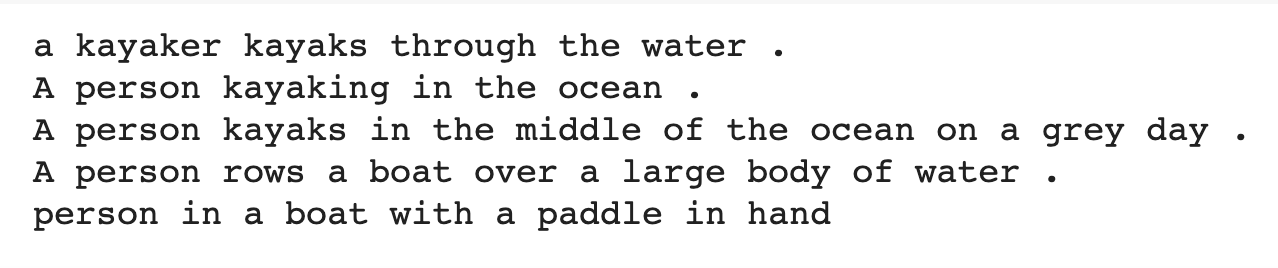 a kayaker kayaks through the water .
A person kayaking in the ocean .
A person kayaks in the middle of the ocean on a grey day .
A person rows a boat over a large body of water .
person in a boat with a paddle in hand